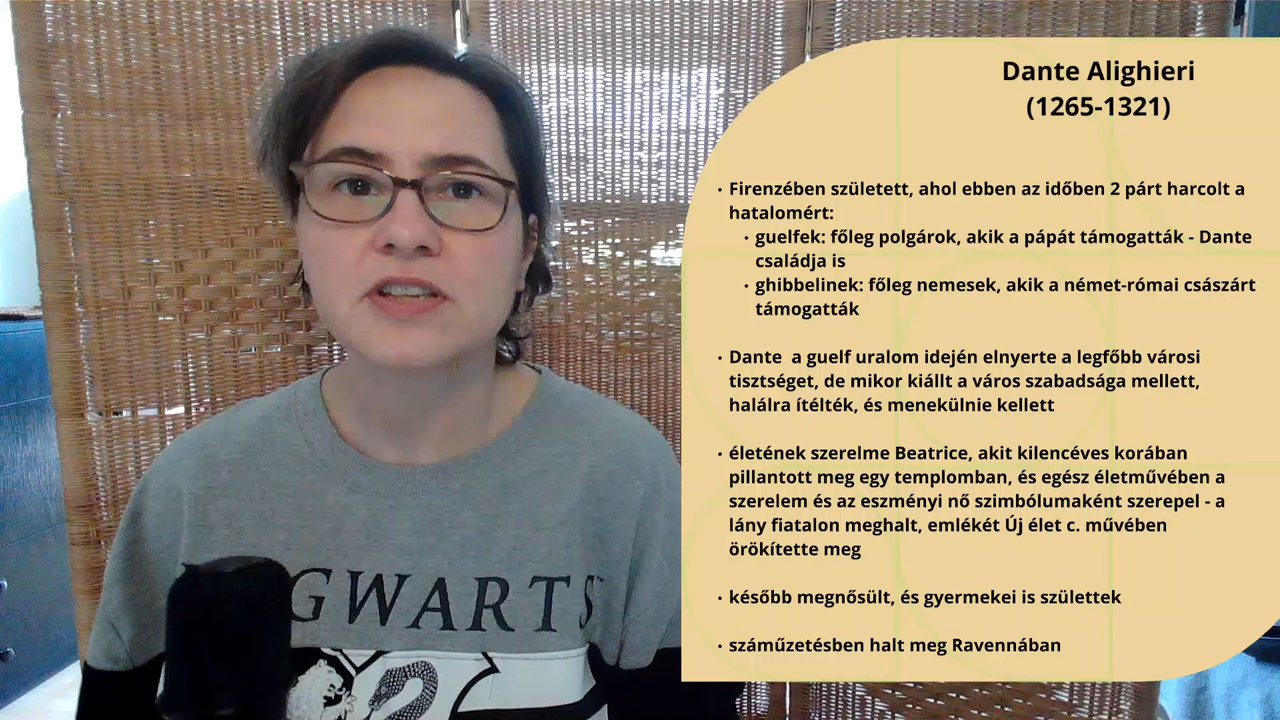 Dante Alighieri
(1265-1321)
• Firenzében született, ahol ebben az időben 2 párt harcolt a
hatalomért:
• guelfek: főleg polgárok, akik a pápát támogatták - Dante
családja is
• ghibbelinek: főleg nemesek, akik a német-római császárt
támogatták
• Dante a guelf uralom idején elnyerte a legfőbb városi
tisztséget, de mikor kiállt a város szabadsága mellett,
halálra ítélték, és menekülnie kellett
• életének szerelme Beatrice, akit kilencéves korában
pillantott meg egy templomban, és egész életművében a
szerelem és az eszményi nő szimbólumaként szerepel - a
lány fiatalon meghalt, emlékét Új élet c. művében
örökítette meg
• később megnősült, és gyermekei is születtek
• száműzetésben halt meg Ravennában
GWARTS